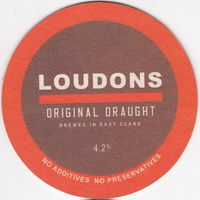 LOUDONS
ORIGINAL DRAUGHT
BREWED IN EAST CLARE
4.2%
NO ADDITIVES NO PRESERVATIVES